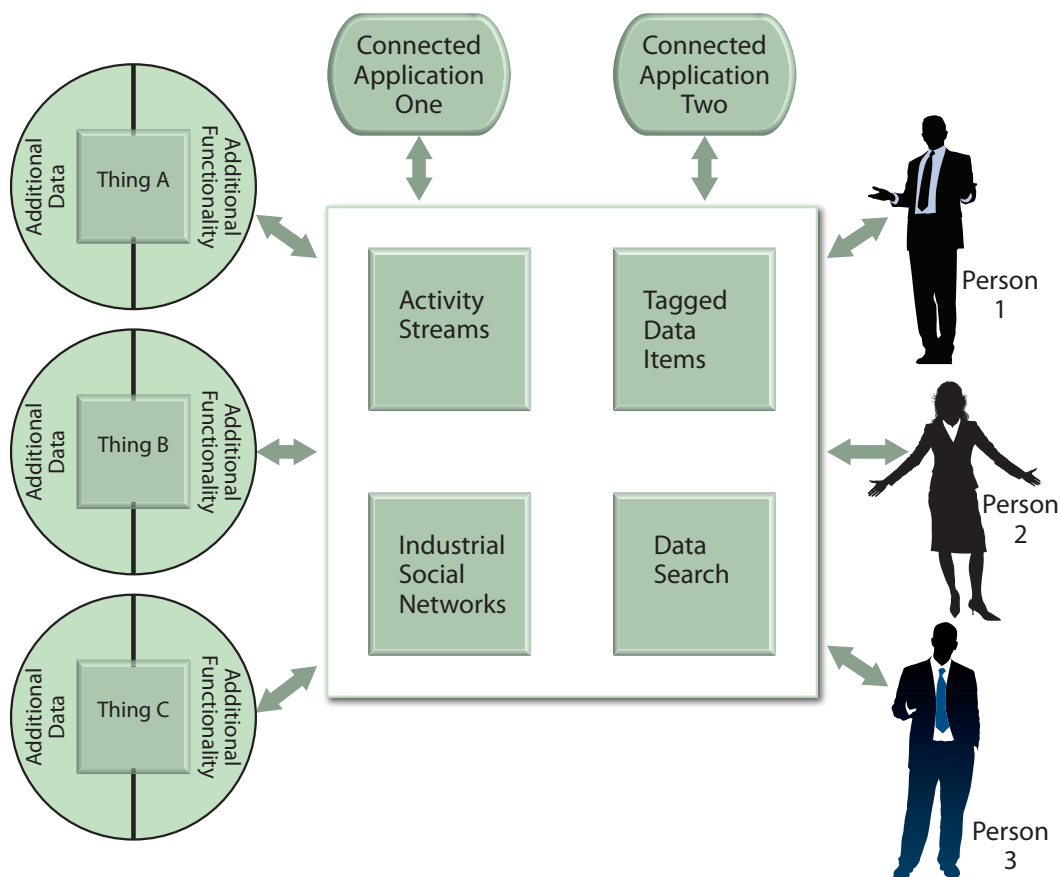 Connected
Application
One
Connected
Application
Two
Additional Data
Thing A
Additional
Functionality
Person
1
Activity
Streams
Tagged
Data
Items
Additional Data
Thing B
Additional
Functionality
Person
2
Industrial
Social
Networks
Data
Search
Additional Data
Thing C
Additional
Functionality
Person
3